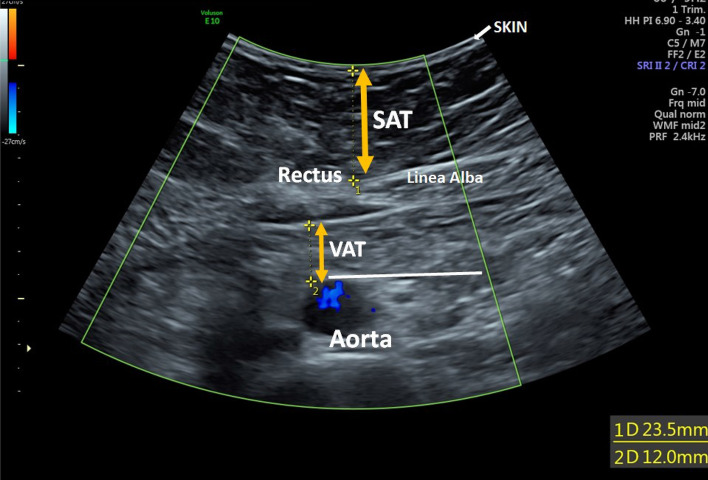 Voluson
E 10
1 Trim.
HH PI 6.90 - 3.40
Gn -1
C5 / M7
FF2 / E2
SRI II 2 / CRI 2
Gn -7.0
Frq mid
Qual norm
WMF mid2
PRF 2.4kHz
-27cm/s
SKIN
SAT
Rectus
1
Linea Alba
VAT
2
Aorta
1 D 23.5mm
2 D 12.0mm